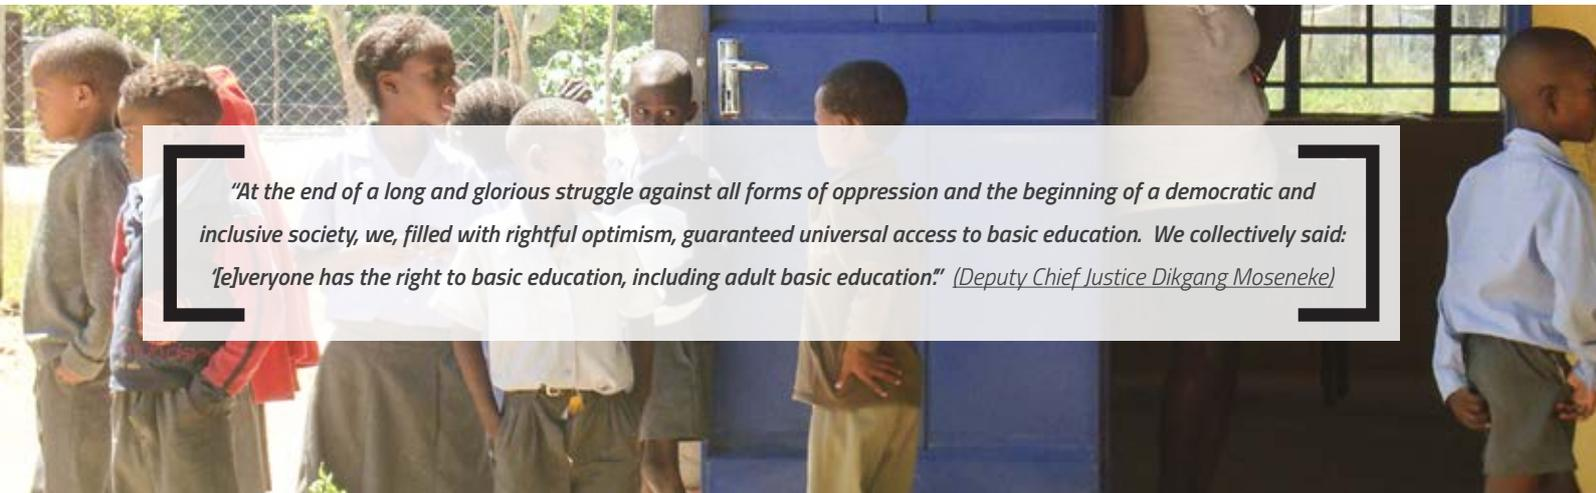 “At the end of a long and glorious struggle against all forms of oppression and the beginning of a democratic and
inclusive society, we, filled with rightful optimism, guaranteed universal access to basic education.  We collectively said:
‘[e]veryone has the right to basic education, including adult basic education’.”  (Deputy Chief Justice Dikgang Moseneke)